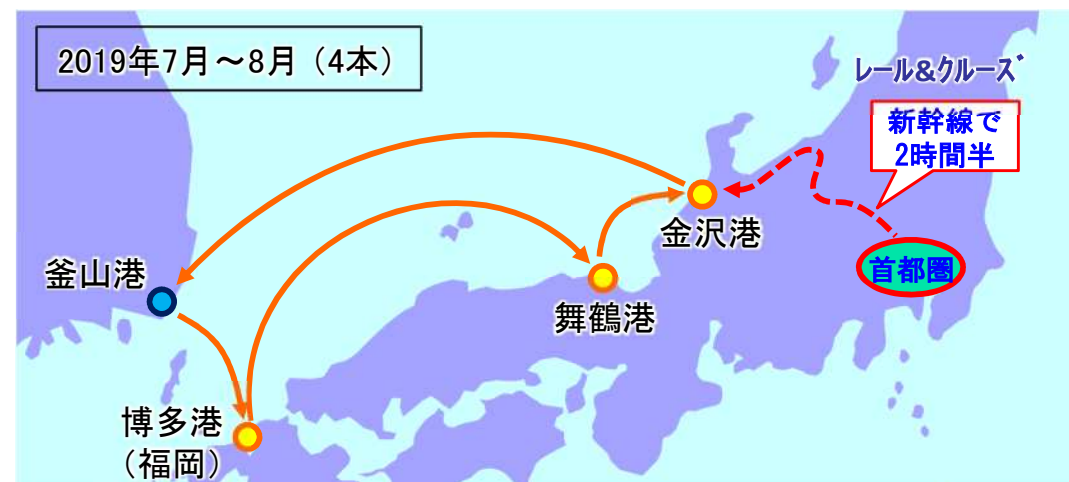 2019年7月～8月（4本）
レール&クルーズ
新幹線で
2時間半
金沢港
首都圏
釜山港
舞鶴港
博多港
（福岡）